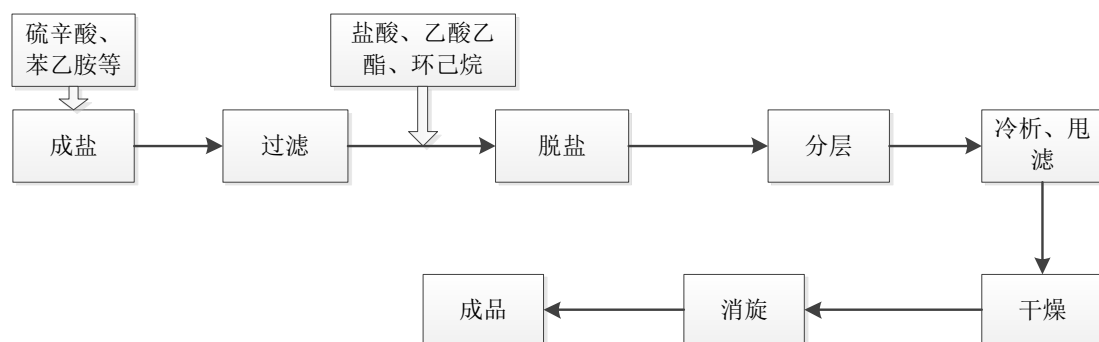 硫辛酸、
苯乙胺等
盐酸、乙酸乙
酯、环己烷
成盐
过滤
脱盐
分层
冷析、甩
滤
干燥
消旋
成品